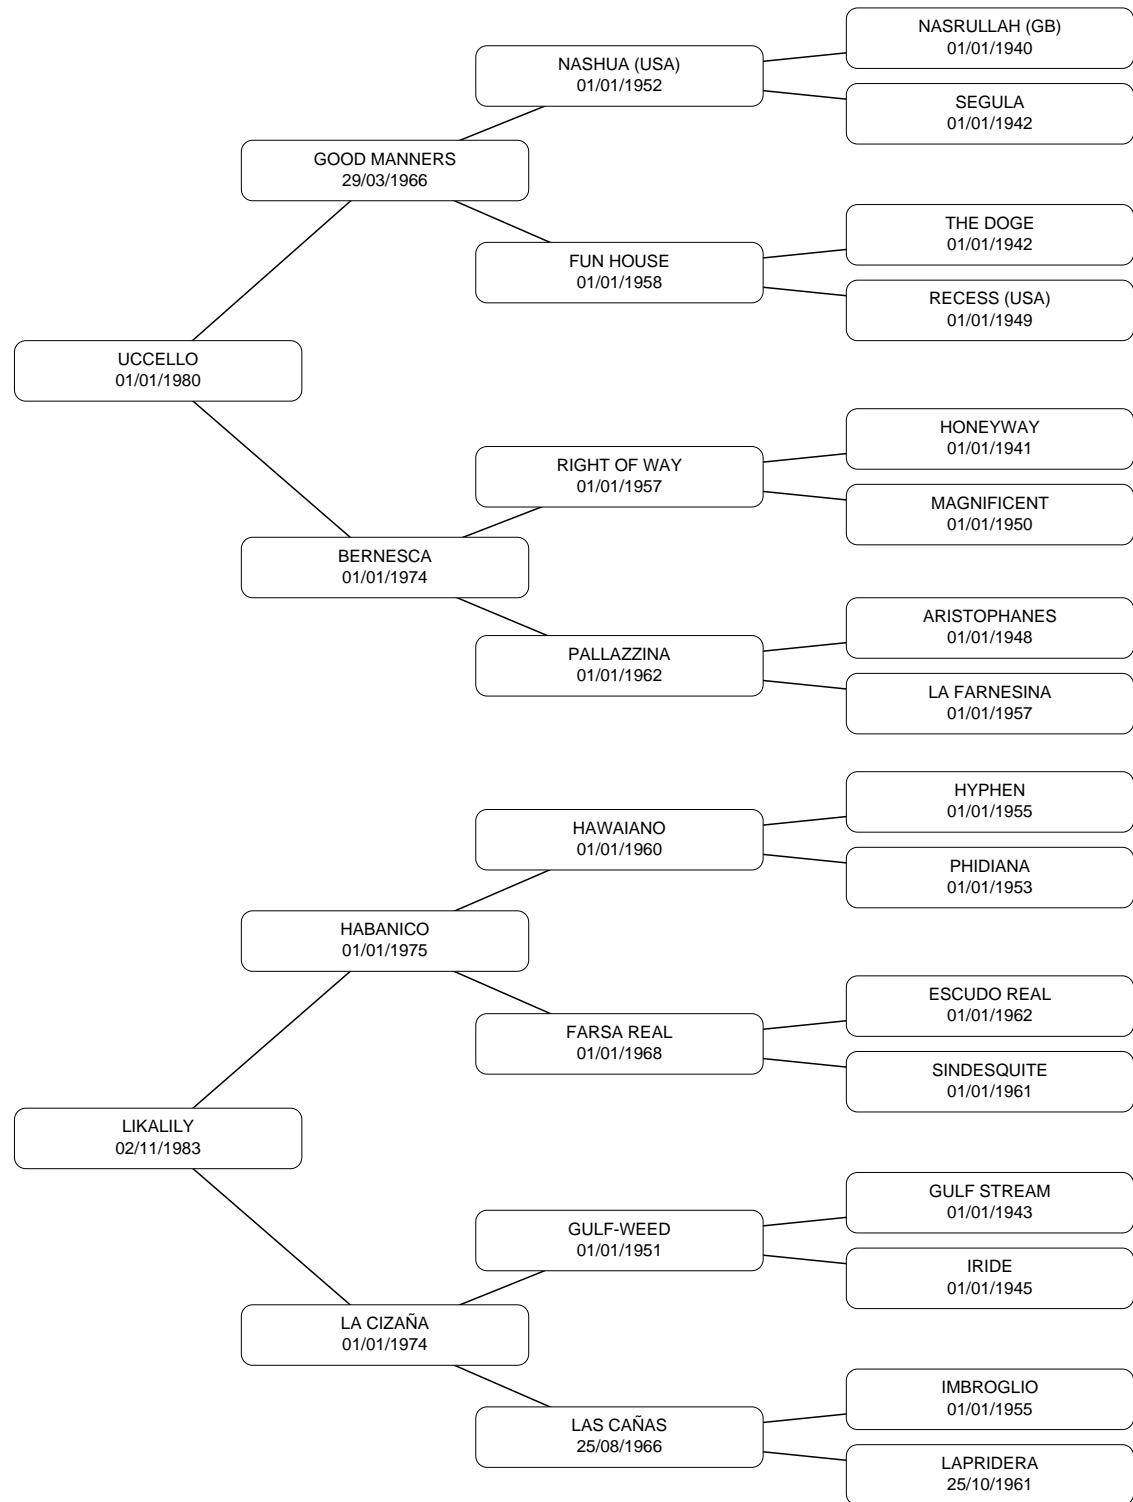 NASRULLAH (GB)
01/01/1940
NASHUA (USA)
01/01/1952
SEGULA
01/01/1942
GOOD MANNERS
29/03/1966
THE DOGE
01/01/1942
FUN HOUSE
01/01/1958
RECESS (USA)
01/01/1949
UCCELLO
01/01/1980
HONEYWAY
01/01/1941
RIGHT OF WAY
01/01/1957
MAGNIFICENT
01/01/1950
BERNESCA
01/01/1974
ARISTOPHANES
01/01/1948
PALLAZZINA
01/01/1962
LA FARNESINA
01/01/1957
HYPHEN
01/01/1955
HAWAIANO
01/01/1960
PHIDIANA
01/01/1953
HABANICO
01/01/1975
ESCUDO REAL
01/01/1962
FARSA REAL
01/01/1968
SINDESQUITE
01/01/1961
LIKALILY
02/11/1983
GULF STREAM
01/01/1943
GULF-WEED
01/01/1951
IRIDE
01/01/1945
LA CIZAÑA
01/01/1974
IMBROGLIO
01/01/1955
LAS CAÑAS
25/08/1966
LAPRIDERA
25/10/1961